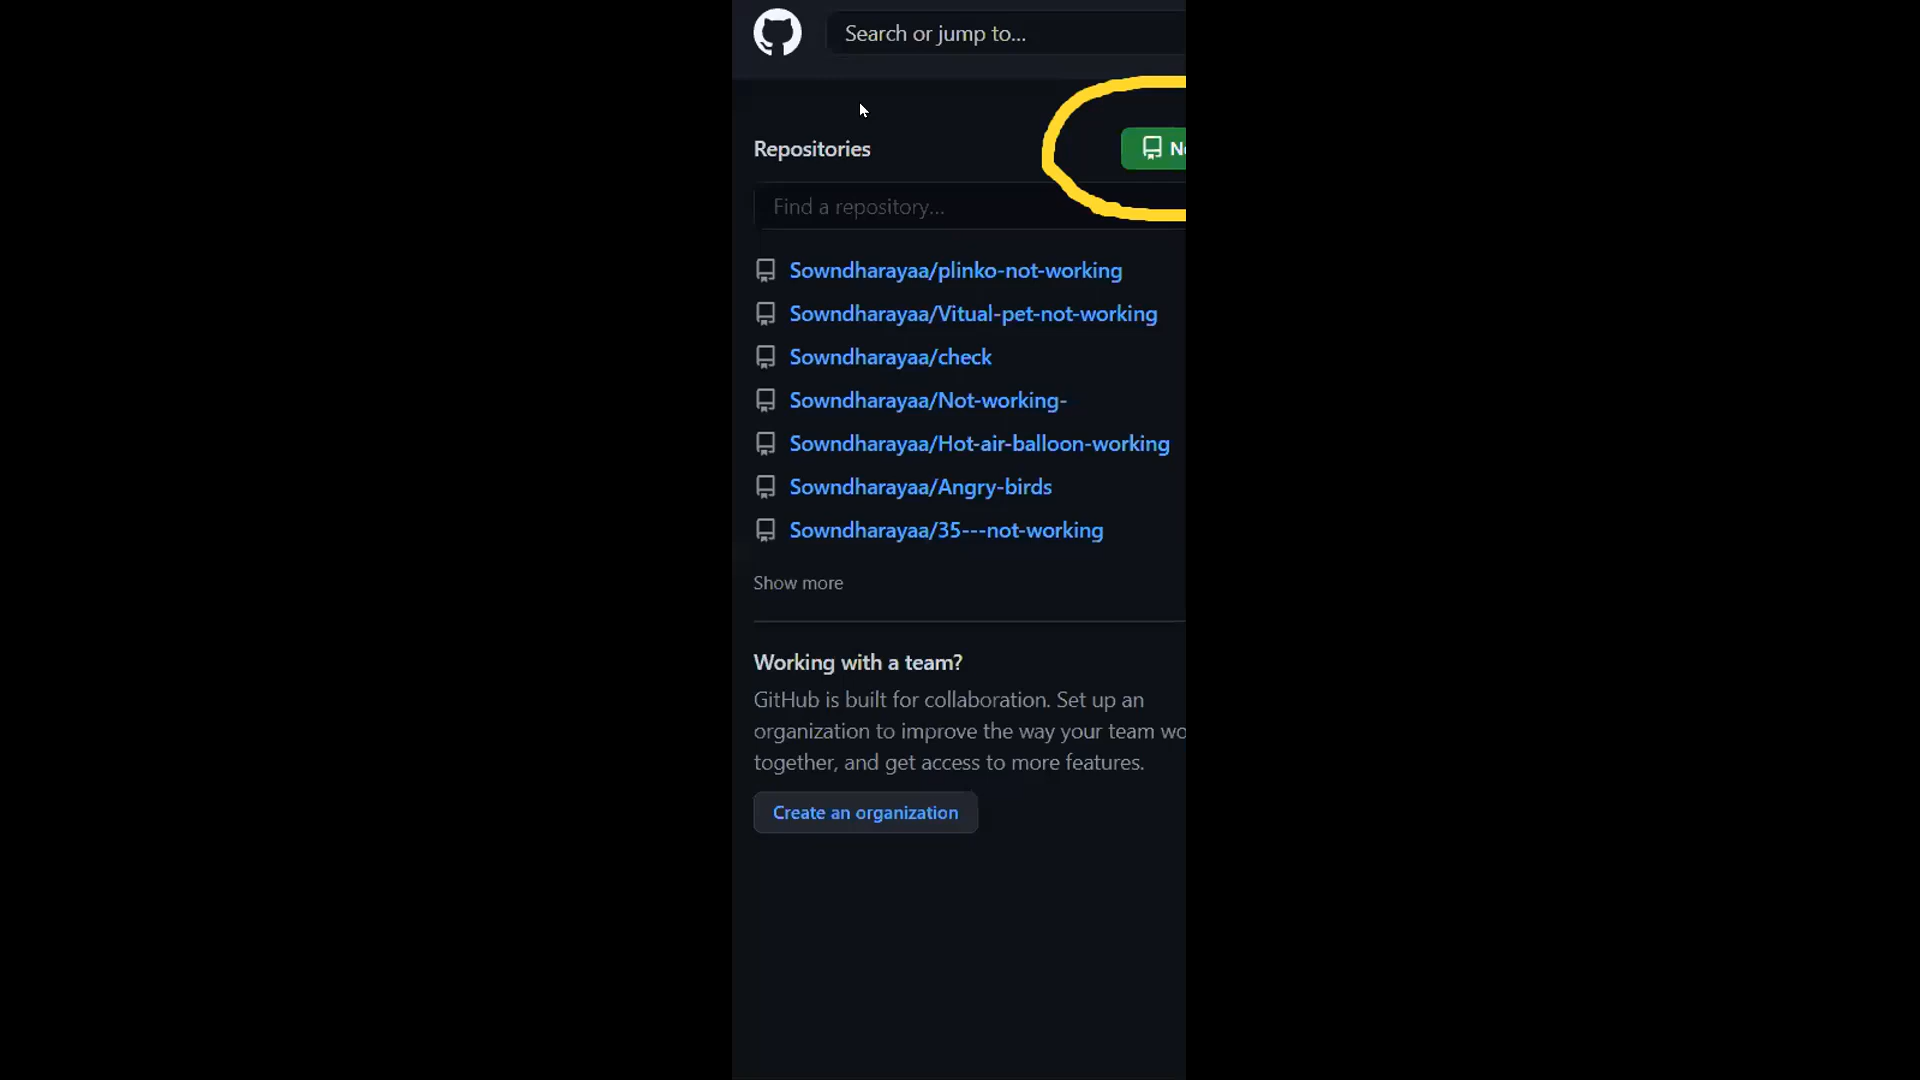 Search or jump to...
Repositories
Find a repository...
Sowndharayaa/plinko-not-working
Sowndharayaa/Vitual-pet-not-working
Sowndharayaa/check
Sowndharayaa/Not-working-
Sowndharayaa/Hot-air-balloon-working
Sowndharayaa/Angry-birds
Sowndharayaa/35---not-working
Show more
Working with a team?
GitHub is built for collaboration. Set up an
organization to improve the way your team wo
together, and get access to more features.
Create an organization